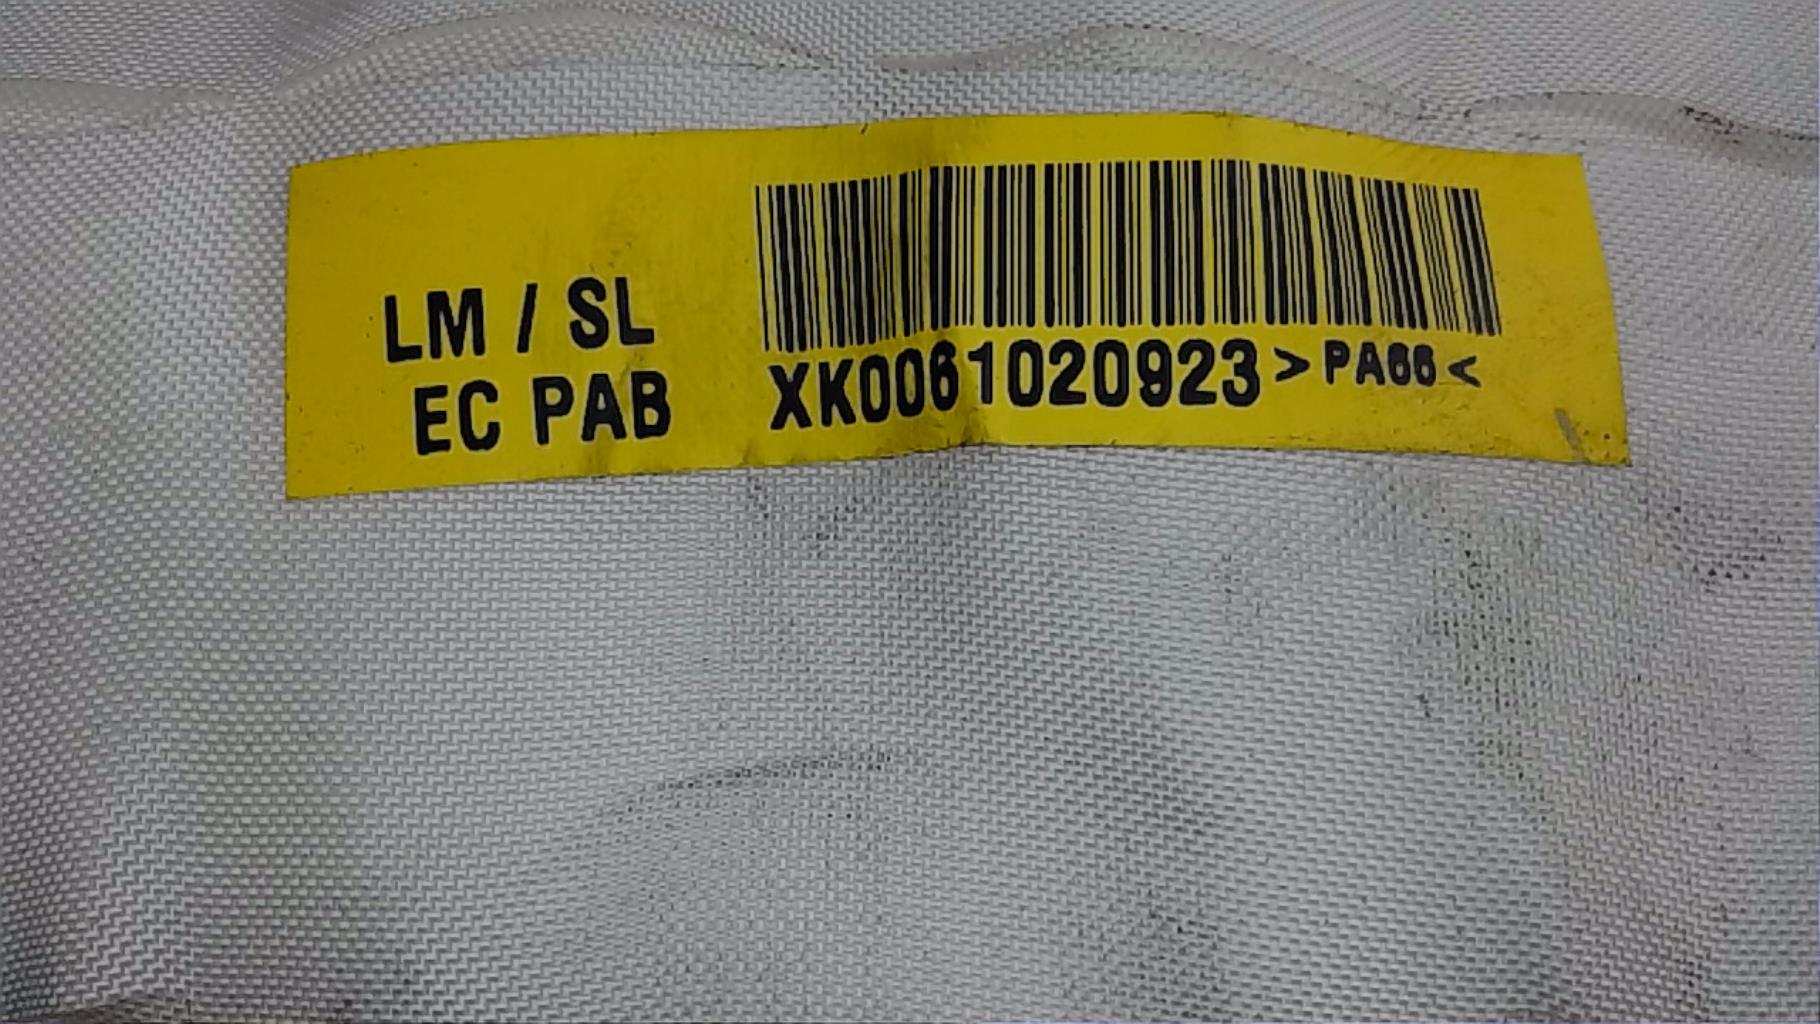 LM / SL
EC PAB
XK0061020923>PA66<